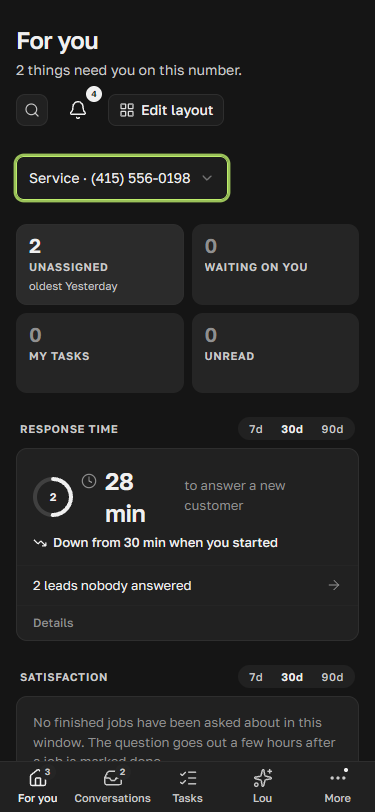 For you
2 things need you on this number.
4
Edit layout
Service · (415) 556-0198
2
UNASSIGNED
oldest Yesterday
0
WAITING ON YOU
0
MY TASKS
0
UNREAD
RESPONSE TIME
7d 30d 90d
2
28
min
to answer a new
customer
Down from 30 min when you started
2 leads nobody answered
Details
SATISFACTION
7d 30d 90d
No finished jobs have been asked about in this
window. The question goes out a few hours after
a job is marked done
3
2
For you
Conversations
Tasks
Lou
More